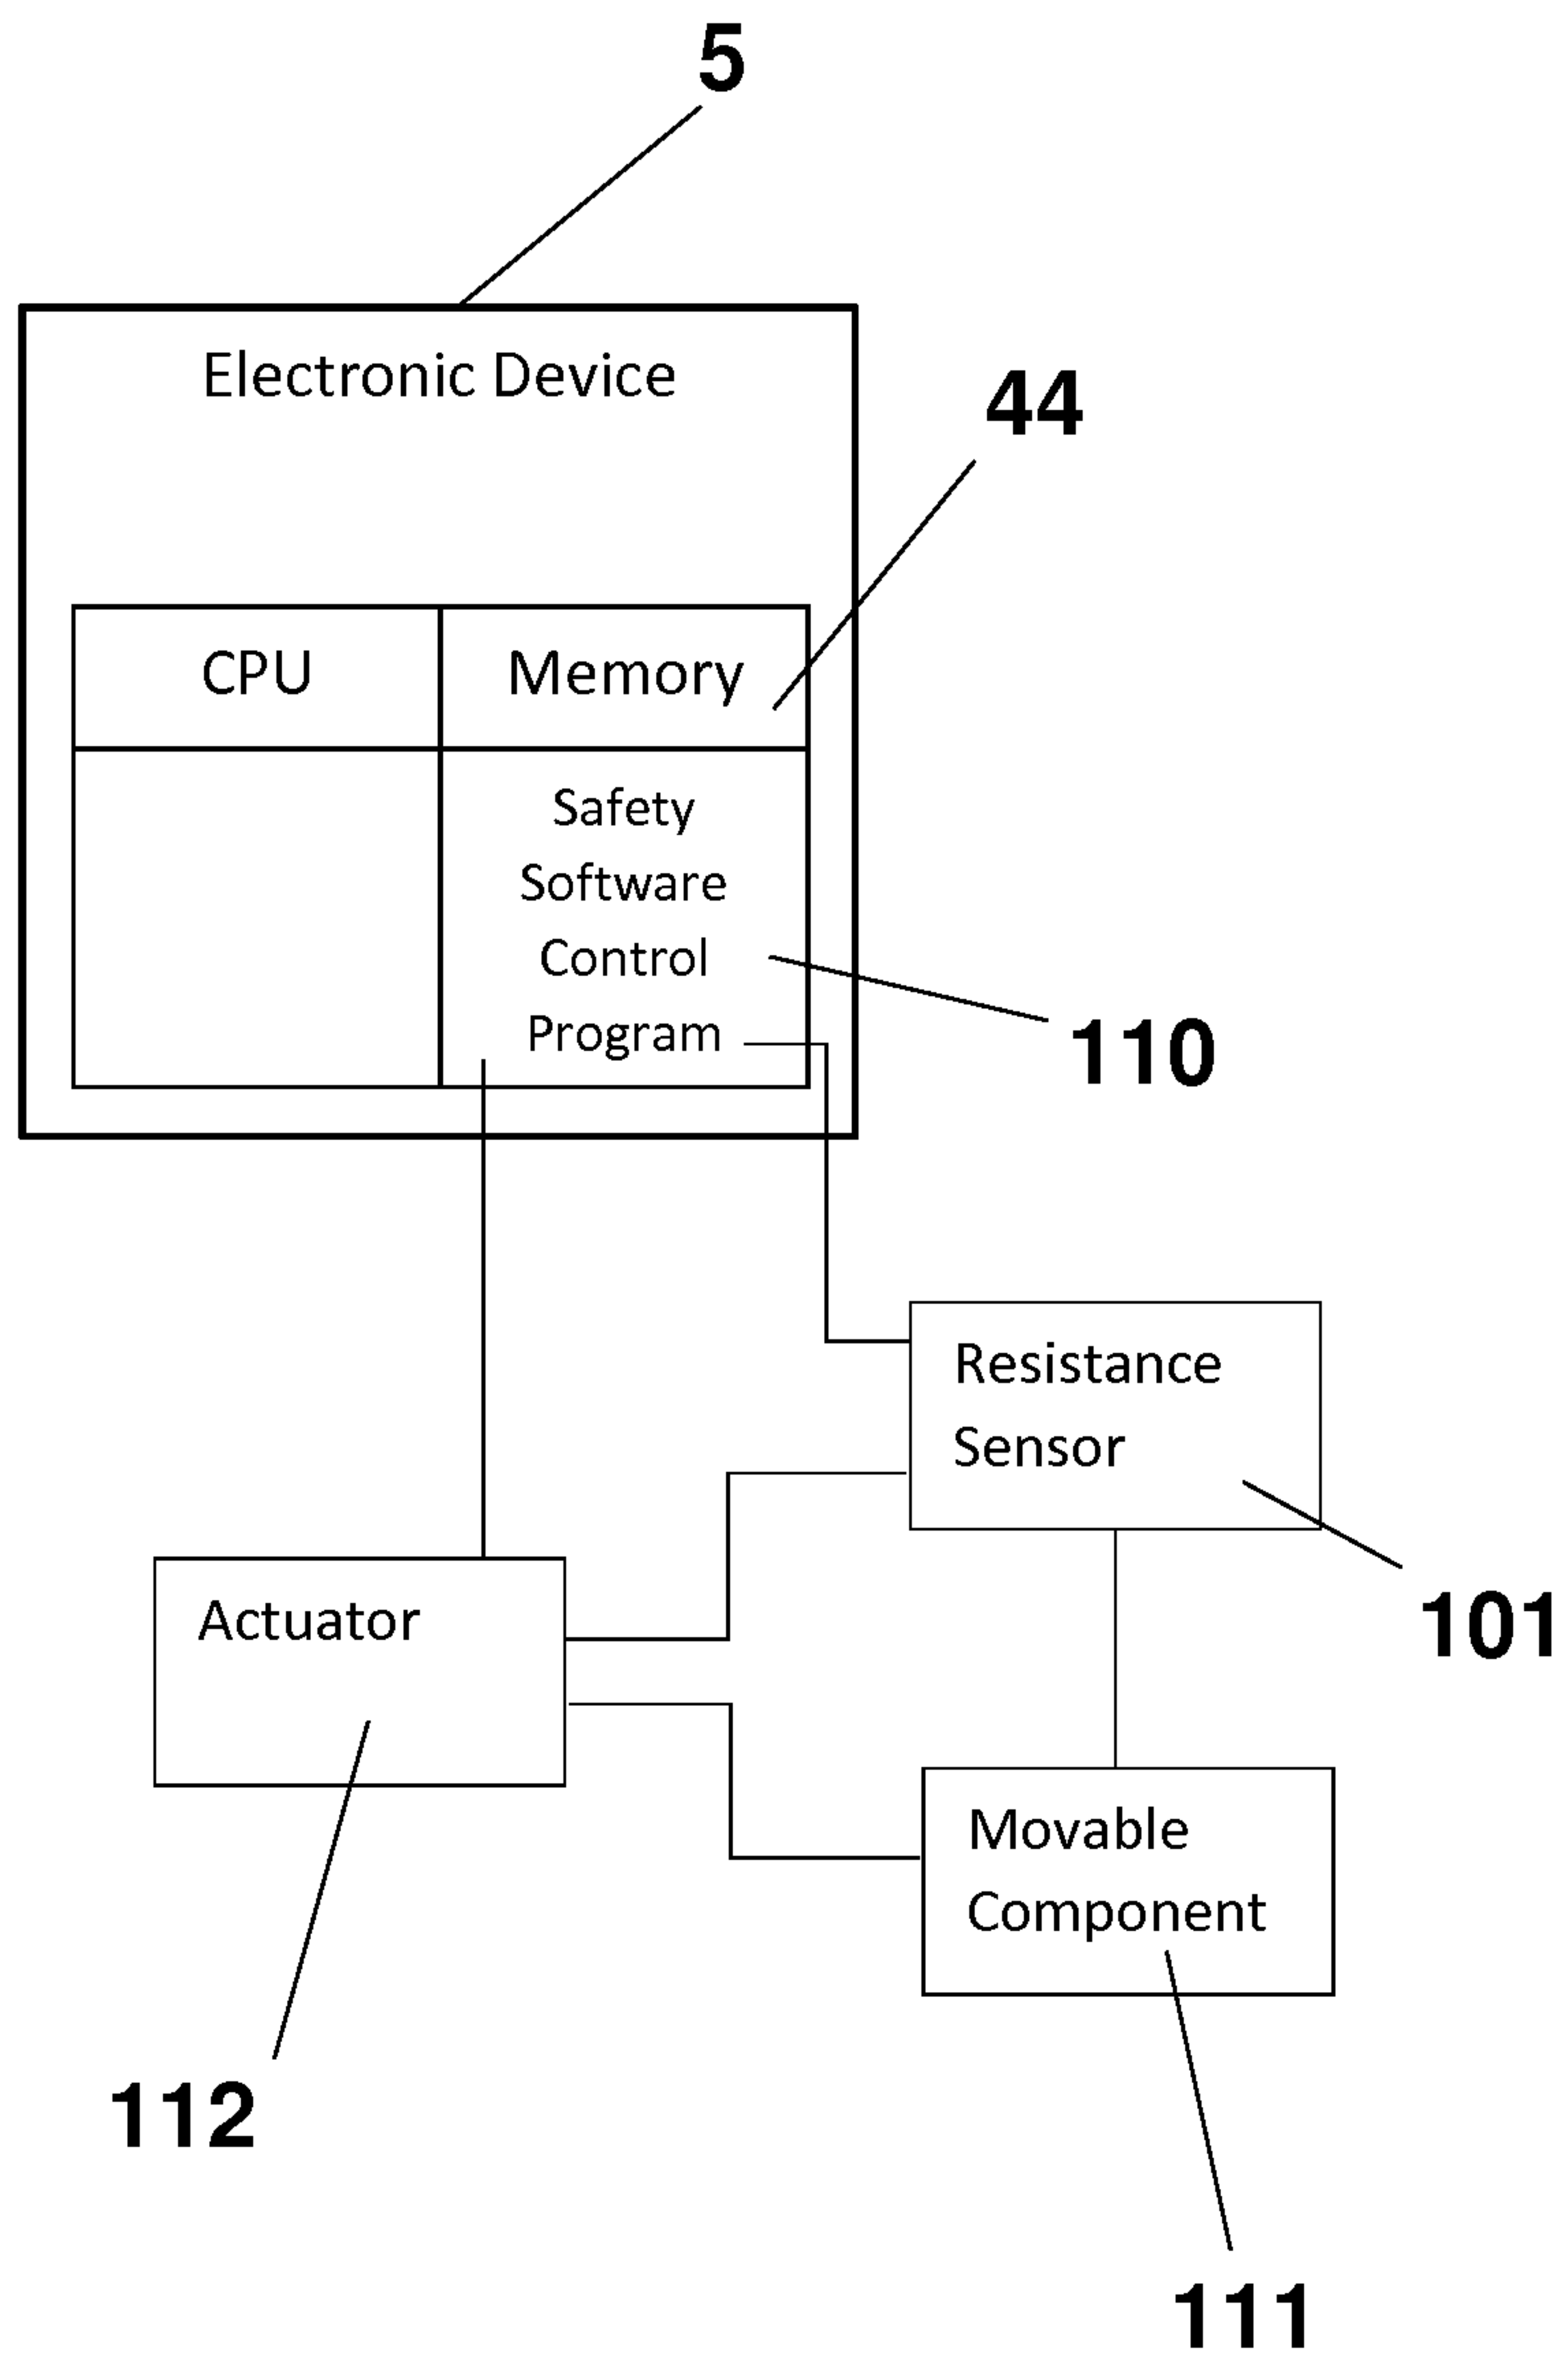 5
Electronic Device
44
CPU
Memory
Safety
Software
Control
Program
110
Resistance
Sensor
101
Actuator
Movable
Component
112
111